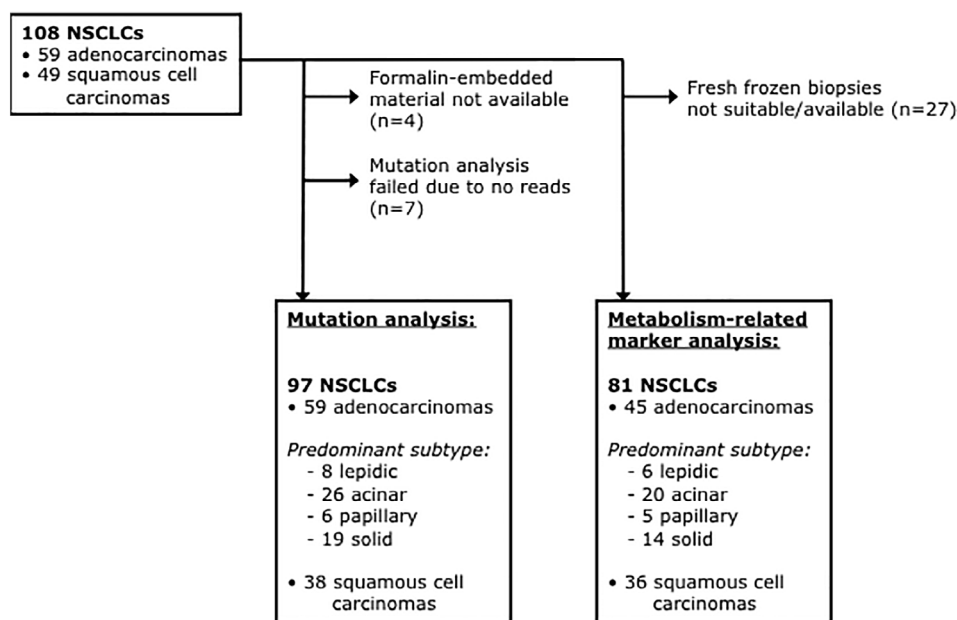 108 NSCLCs
• 59 adenocarcinomas
• 49 squamous cell
carcinomas
Formalin-embedded
material not available
(n=4)
Fresh frozen biopsies
not suitable/available (n=27)
Mutation analysis
failed due to no reads
(n=7)
Mutation analysis:
97 NSCLCs
• 59 adenocarcinomas
Predominant subtype:
- 8 lepidic
- 26 acinar
- 6 papillary
- 19 solid
• 38 squamous cell
carcinomas
Metabolism-related
marker analysis:
81 NSCLCs
• 45 adenocarcinomas
Predominant subtype:
- 6 lepidic
- 20 acinar
- 5 papillary
- 14 solid
• 36 squamous cell
carcinomas